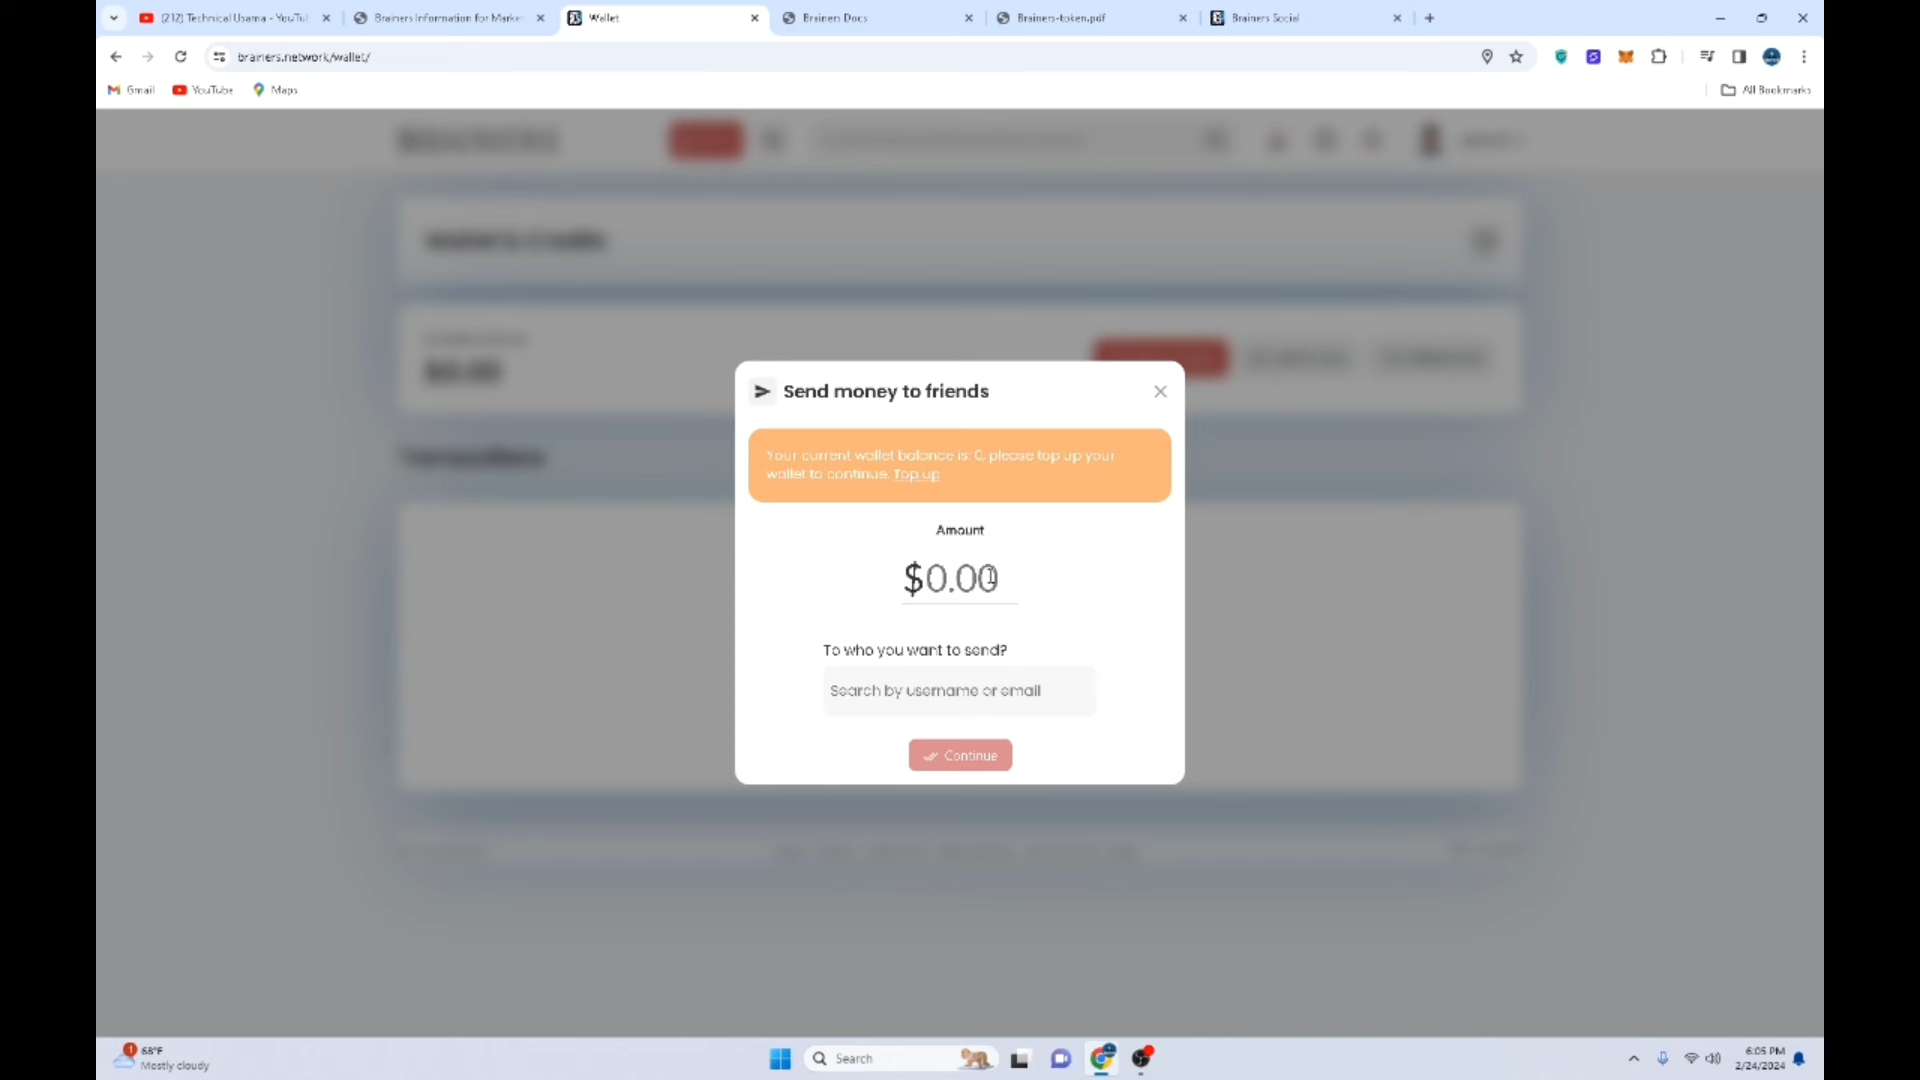 (212) Technical Usama - YouTu
Brainers Information for Marke
Wallet
Brainers Docs
Brainers-token.pdf
Brainers Social
brainers.network/wallet/
Gmail
YouTube
Maps
All Bookmarks
Send money to friends
Your current wallet balance is: 0, please top up your
wallet to continue. Top up
Amount
$0.00
To who you want to send?
Search by username or email
Continue
1
68°F
Mostly cloudy
Search
6:05 PM
2/24/2024